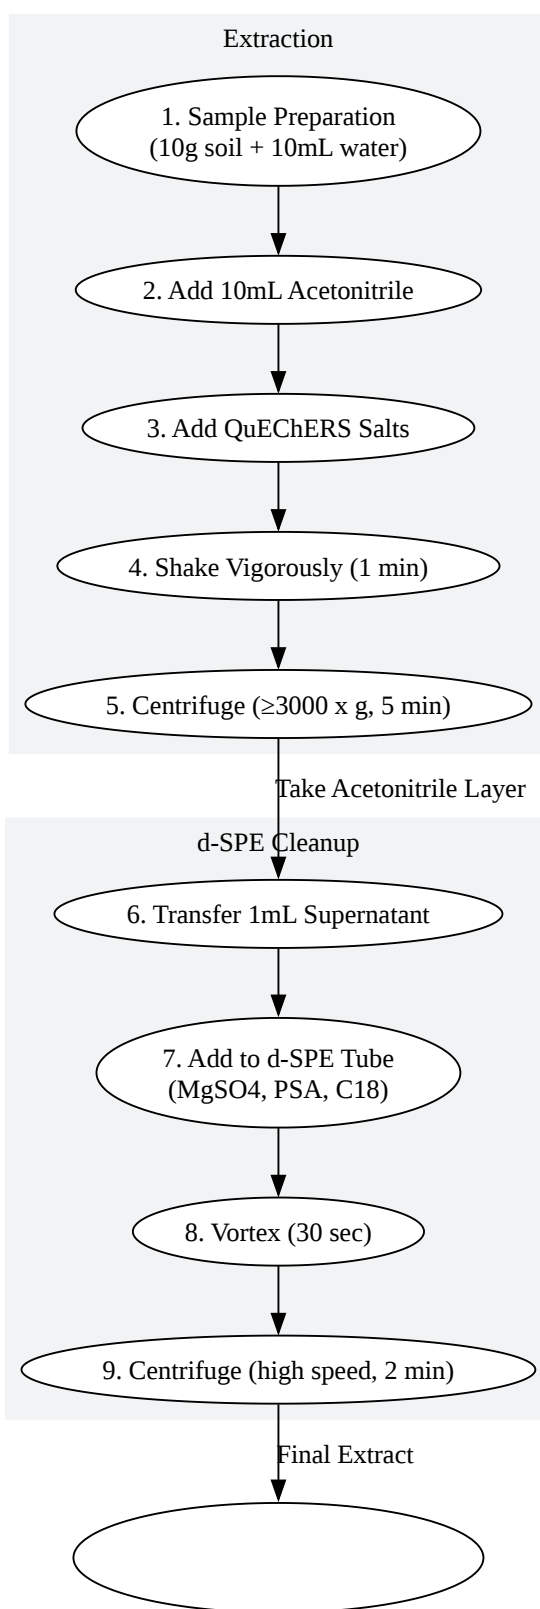 Extraction
1. Sample Preparation
(10g soil + 10mL water)
2. Add 10mL Acetonitrile
3. Add QuEChERS Salts
4. Shake Vigorously (1 min)
5. Centrifuge (≥3000 x g, 5 min)
Take Acetonitrile Layer
d-SPE Cleanup
6. Transfer 1mL Supernatant
7. Add to d-SPE Tube
(MgSO4, PSA, C18)
8. Vortex (30 sec)
9. Centrifuge (high speed, 2 min)
Final Extract